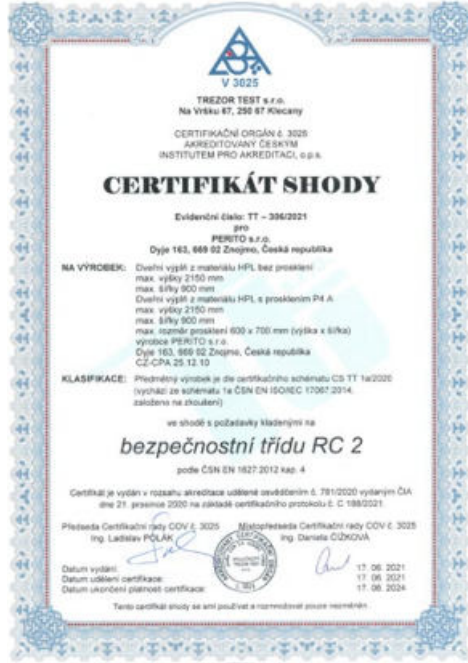 V 3025
TREZOR TEST s.r.o.
Na Vršku 67, 250 67 Klecany
CERTIFIKAČNÍ ORGÁN č. 3025
AKREDITOVANÝ ČESKÝM
INSTITUTEM PRO AKREDITACI, o.p.s.
CERTIFIKÁT SHODY
Evidenční číslo: TT – 306/2021
pro
PERITO s.r.o.
Dyje 163, 669 02 Znojmo, Česká republika
NA VÝROBEK: Dveřní výplň z materiálu HPL bez prosklení
max. výšky 2150 mm
max. šířky 900 mm
Dveřní výplň z materiálu HPL s prosklením P4 A
max. výšky 2150 mm
max. šířky 900 mm
max. rozměr prosklení 600 x 700 mm (výška x šířka)
výrobce PERITO s.r.o.
Dyje 163, 669 02 Znojmo, Česká republika
CZ-CPA 25.12.10
KLASIFIKACE: Předmětný výrobek je dle certifikačního schématu CS TT 1a/2020
(vychází ze schématu 1a ČSN EN ISO/IEC 17067:2014,
založeno na zkoušení)
ve shodě s požadavky kladenými na
bezpečnostní třídu RC 2
podle ČSN EN 1627:2012 kap. 4
Certifikát je vydán v rozsahu akreditace udělené osvědčením č. 781/2020 vydaným ČIA
dne 21. prosince 2020 na základě certifikačního protokolu č. C 188/2021.
Předseda Certifikační rady COV č. 3025 Místopředseda Certifikační rady COV č. 3025
Ing. Ladislav POLÁK Ing. Daniela ČÍŽKOVÁ
Datum vydání: 17. 06. 2021
Datum udělení certifikace: 17. 06. 2021
Datum ukončení platnosti certifikace: 17. 06. 2024
Tento certifikát shody se smí používat a rozmnožovat pouze nezměněn.